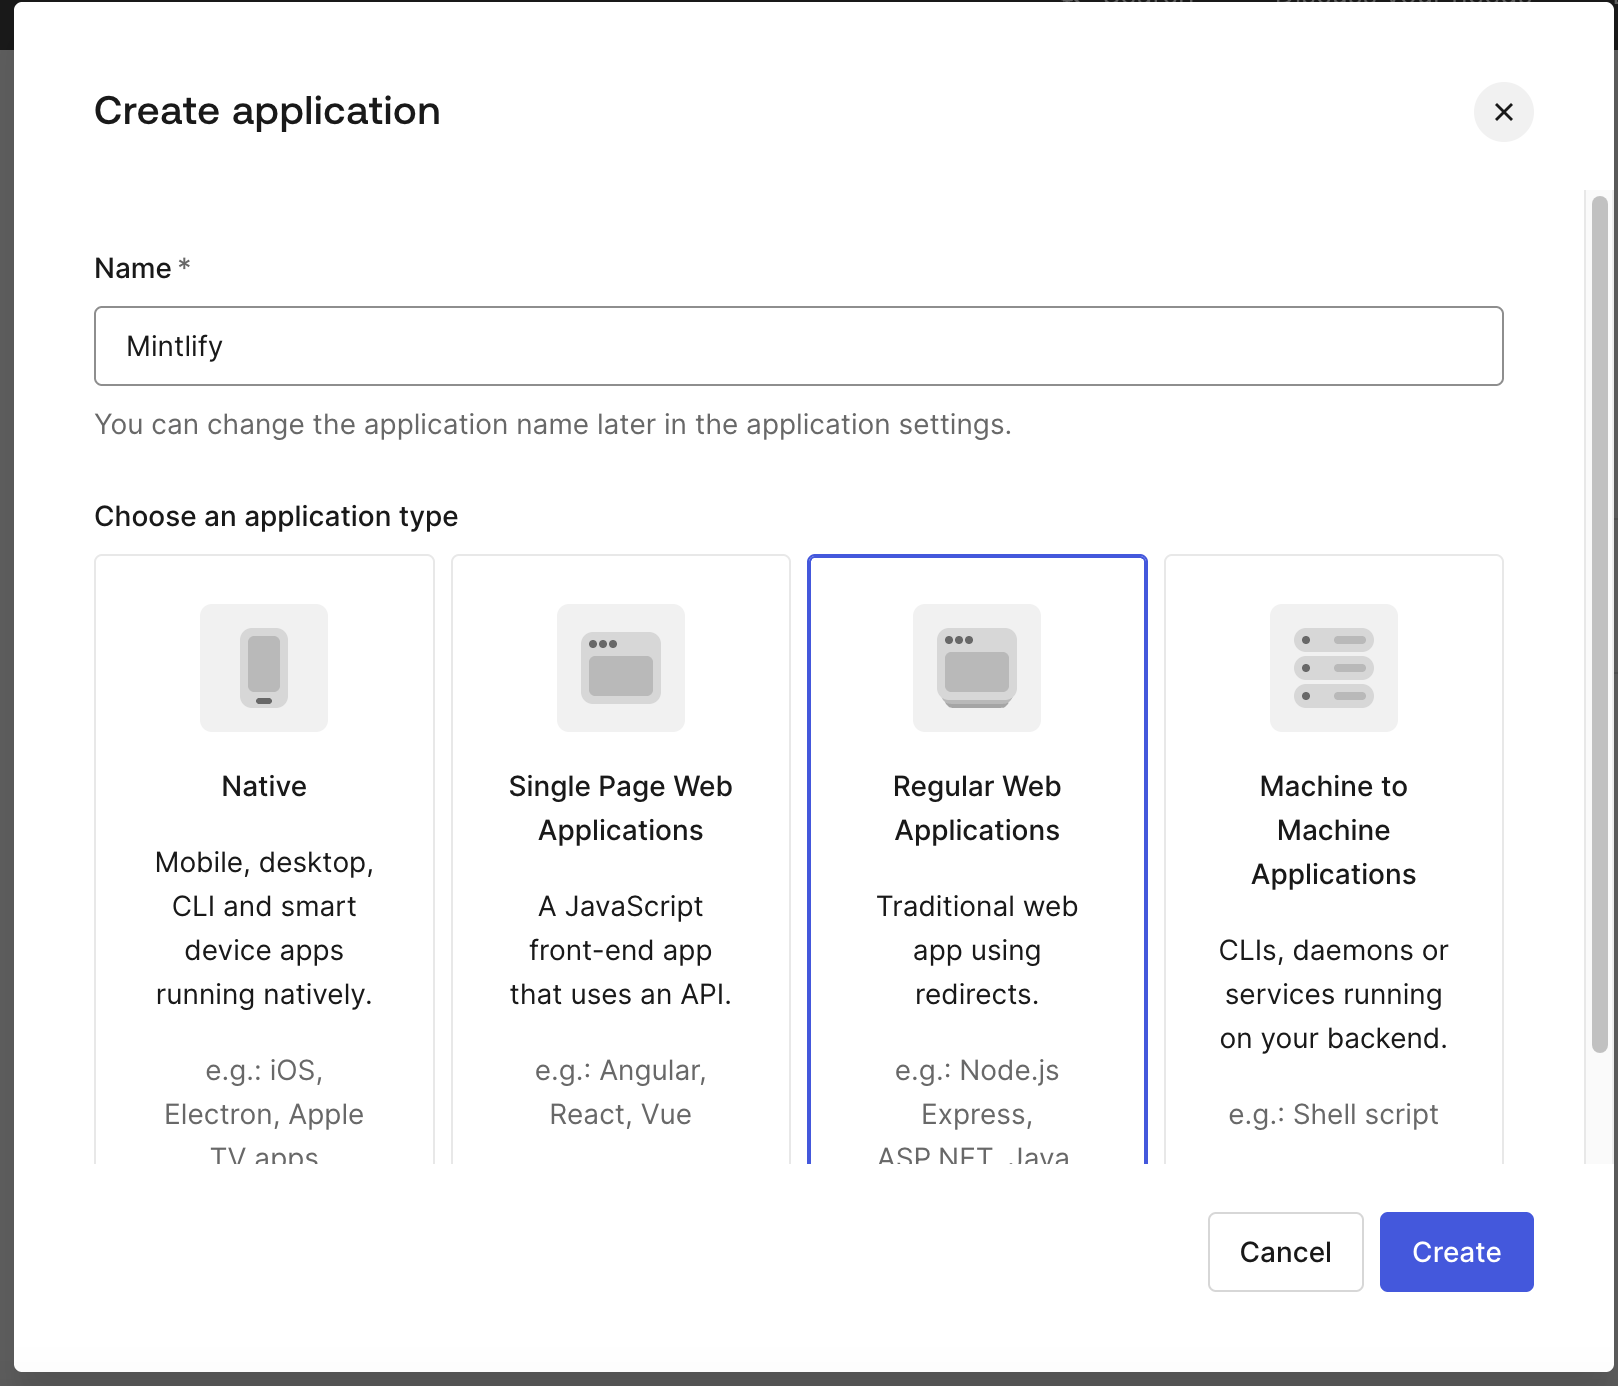 Create application
Name *
Mintlify
You can change the application name later in the application settings.
Choose an application type
Native
Mobile, desktop,
CLI and smart
device apps
running natively.
e.g.: iOS,
Electron, Apple
TV apps
Single Page Web
Applications
A JavaScript
front-end app
that uses an API.
e.g.: Angular,
React, Vue
Regular Web
Applications
Traditional web
app using
redirects.
e.g.: Node.js
Express,
ASP.NET, Java
Machine to
Machine
Applications
CLIs, daemons or
services running
on your backend.
e.g.: Shell script
Cancel
Create